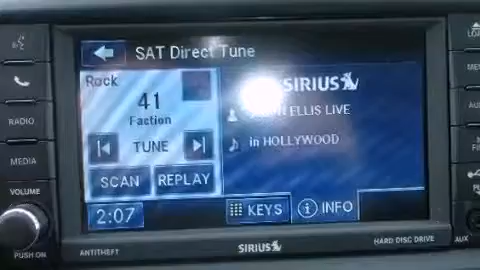 SAT Direct Tune
Rock
41
Faction
TUNE
SCAN REPLAY
SIRIUS
ELLIS LIVE
in HOLLYWOOD
2:07
KEYS
INFO
RADIO
MEDIA
VOLUME
PUSH ON
ANTITHEFT
SIRIUS
HARD DISC DRIVE
AUX